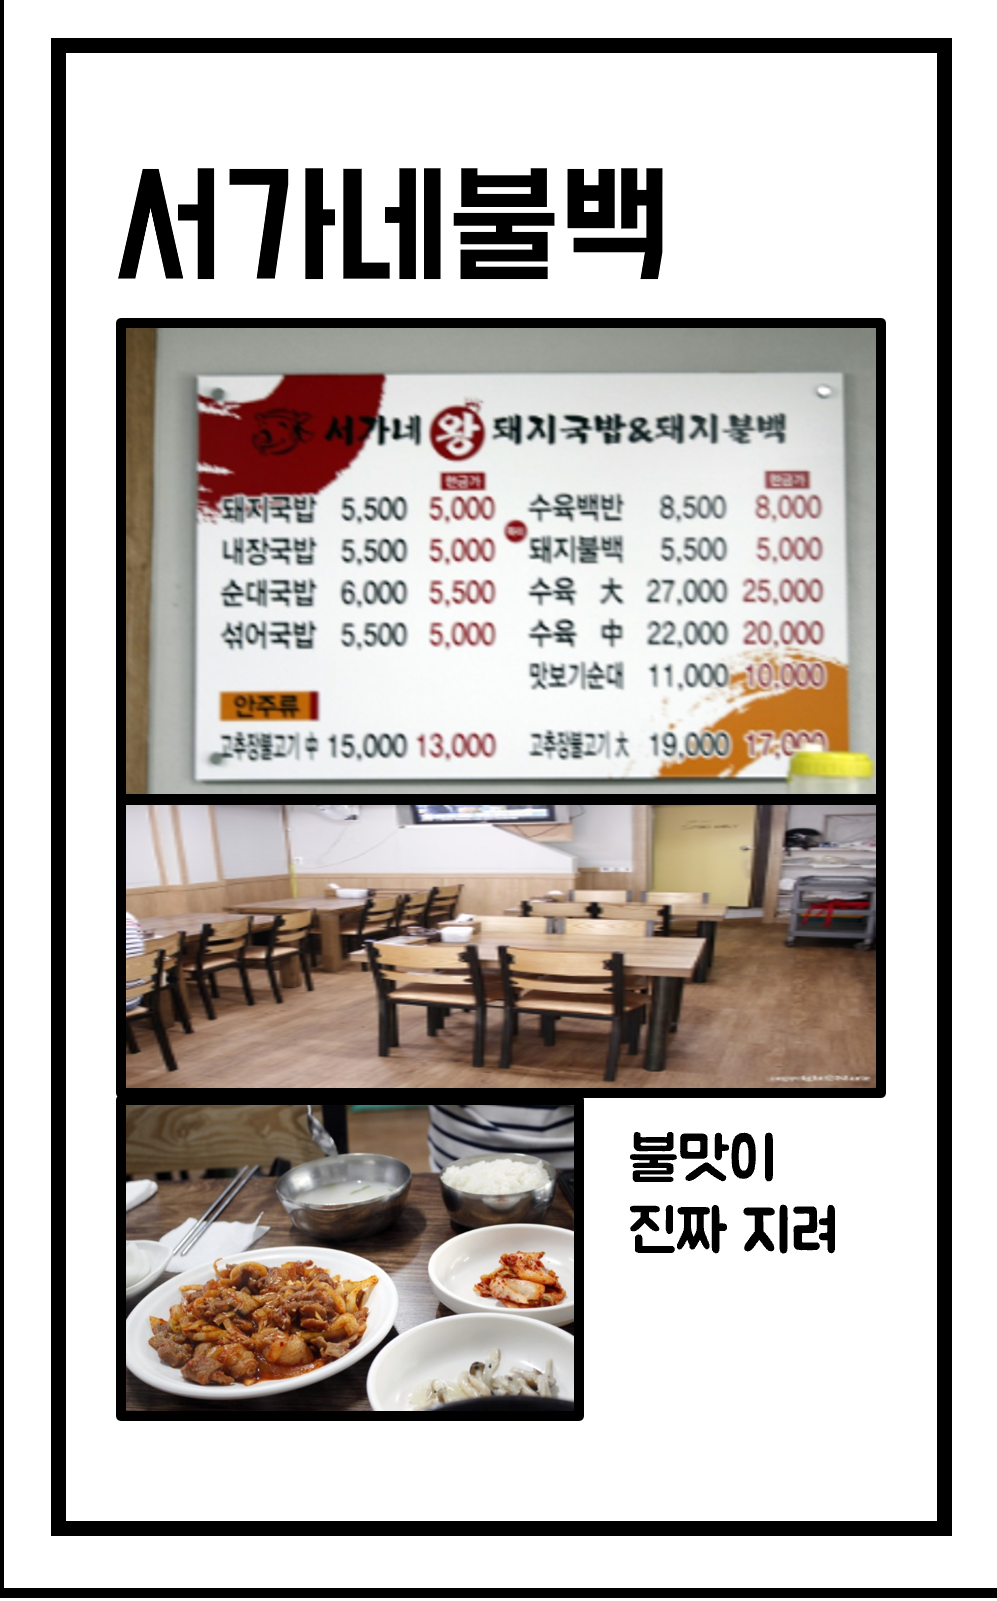 서가네불백
서가네 왕 돼지국밥&돼지불백
현금가 현금가
돼지국밥 5,500 5,000 수육백반 8,500 8,000
내장국밥 5,500 5,000 돼지불백 5,500 5,000
순대국밥 6,000 5,500 수육 大 27,000 25,000
섞어국밥 5,500 5,000 수육 中 22,000 20,000
맛보기순대 11,000 10,000
안주류
고추장불고기 中 15,000 13,000 고추장불고기 大 19,000 17,000
불맛이
진짜 지려